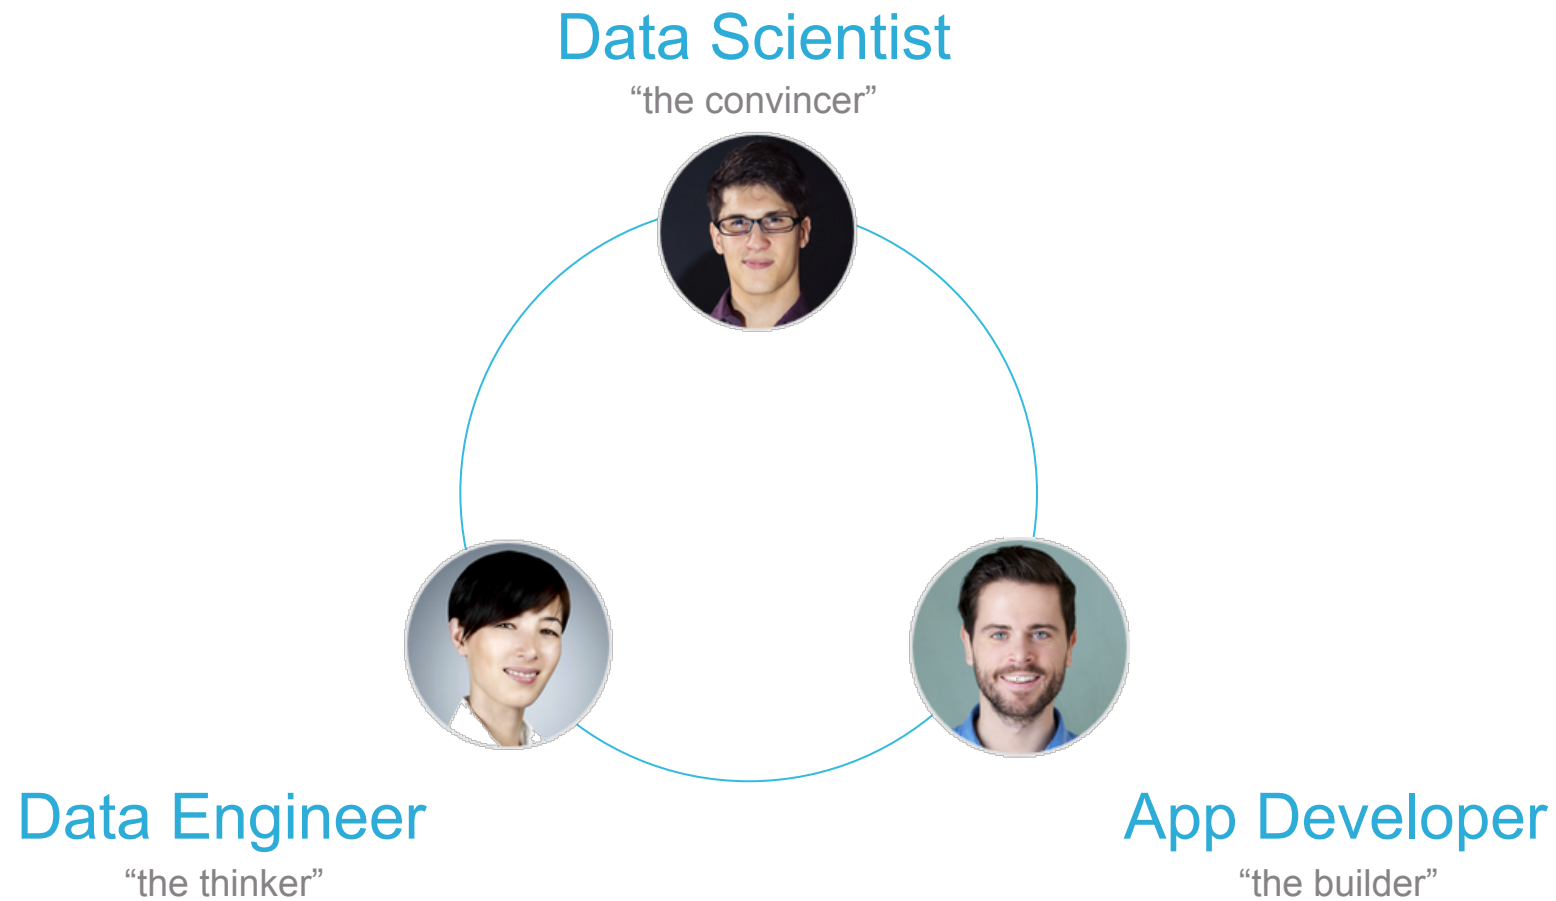 Data Scientist
“the convincer”
Data Engineer
“the thinker”
App Developer
“the builder”